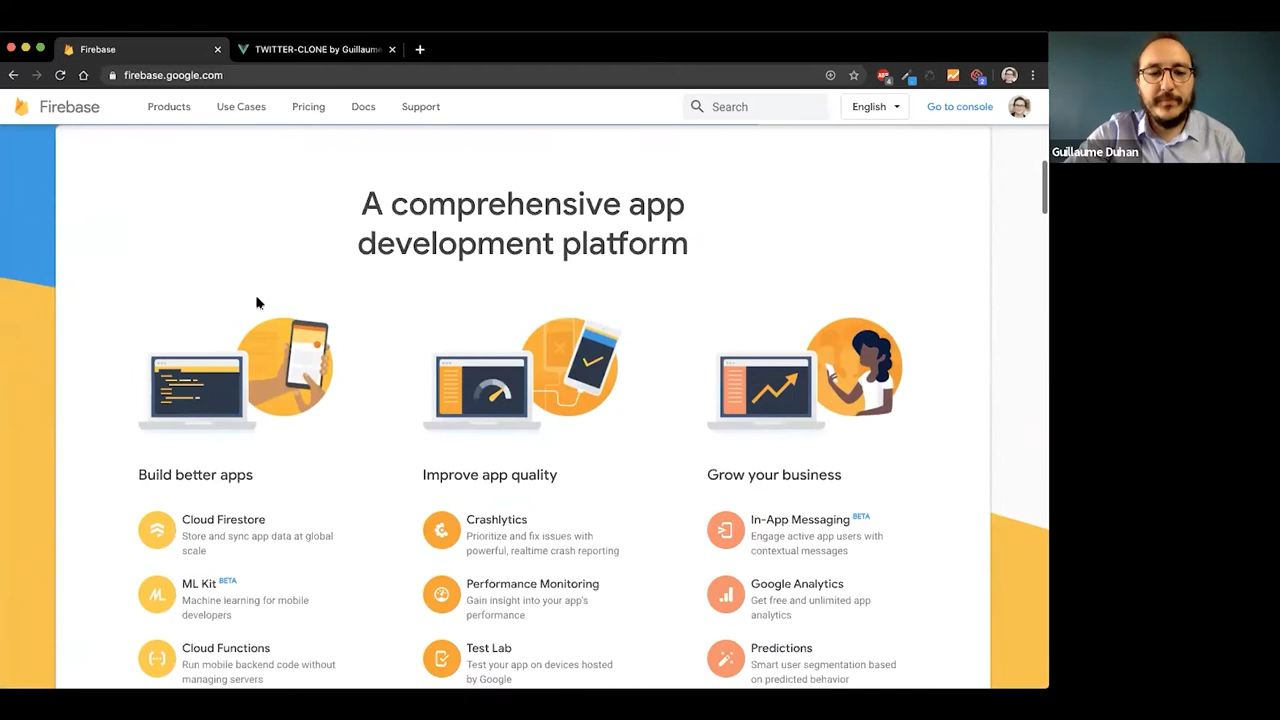 Firebase
TWITTER-CLONE by Guillaume
firebase.google.com
Firebase
Products
Use Cases
Pricing
Docs
Support
Search
English
Go to console
Guillaume Duhan
A comprehensive app
development platform
Build better apps
Cloud Firestore
Store and sync app data at global
scale
ML Kit BETA
Machine learning for mobile
developers
Cloud Functions
Run mobile backend code without
managing servers
Improve app quality
Crashlytics
Prioritize and fix issues with
powerful, realtime crash reporting
Performance Monitoring
Gain insight into your app's
performance
Test Lab
Test your app on devices hosted
by Google
Grow your business
In-App Messaging BETA
Engage active app users with
contextual messages
Google Analytics
Get free and unlimited app
analytics
Predictions
Smart user segmentation based
on predicted behavior